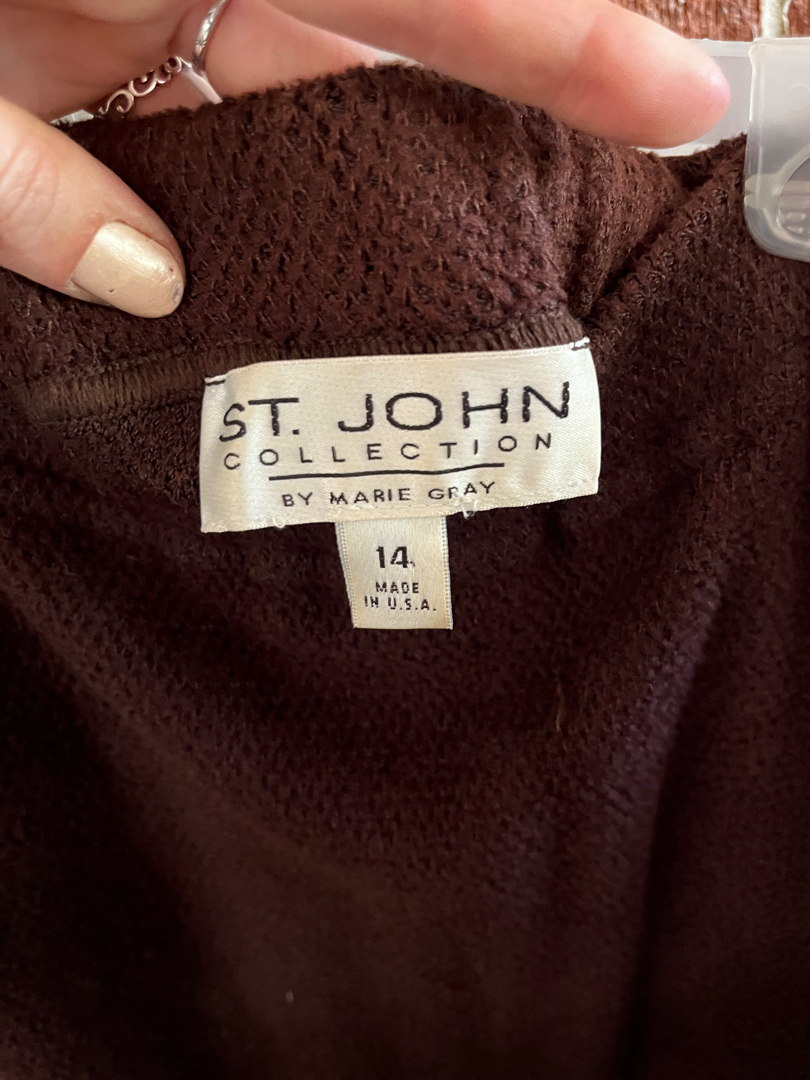 ST. JOHN
COLLECTION
BY MARIE GRAY
14
MADE
IN U.S.A.